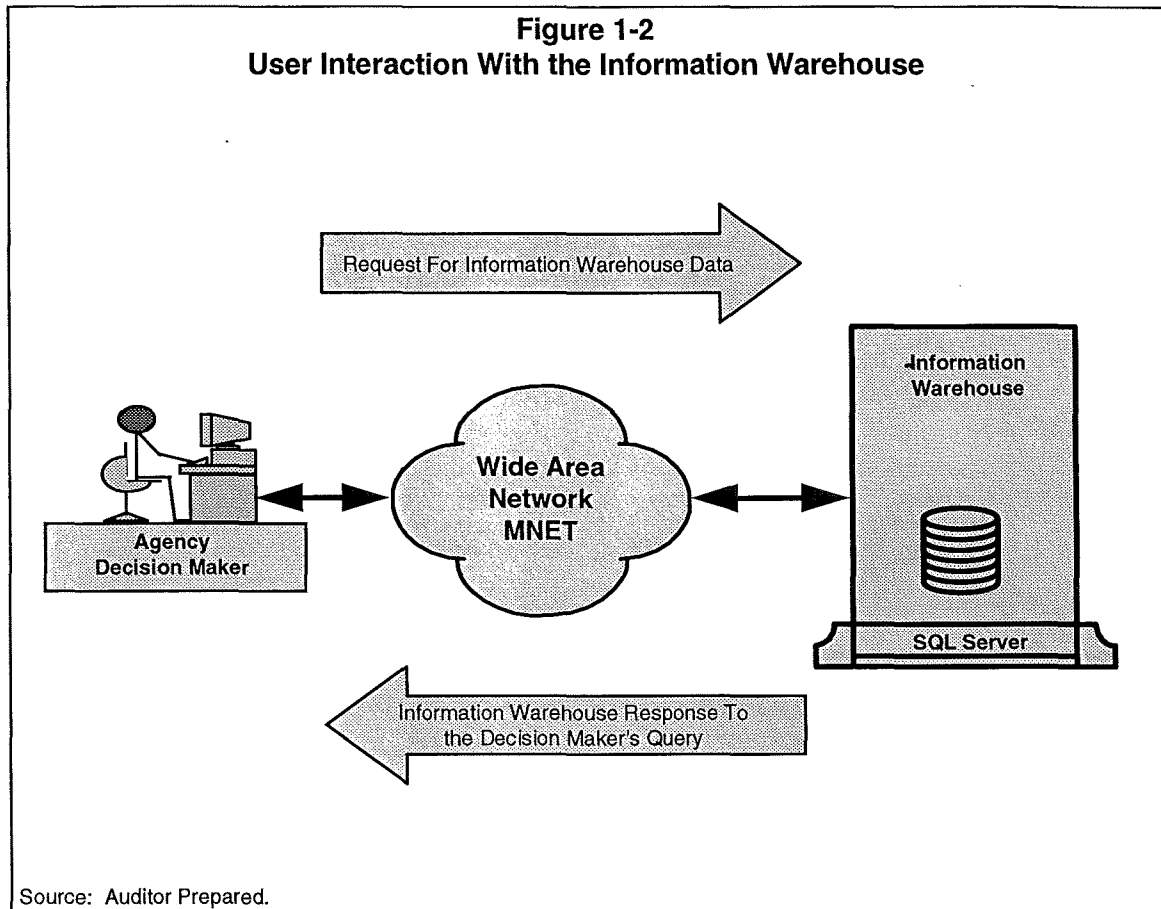 Figure 1-2
User Interaction With the Information Warehouse
Request For Information Warehouse Data
Information
Warehouse
Wide Area
Network
MNET
Agency
Decision Maker
SQL Server
Information Warehouse Response To
the Decision Maker's Query
Source: Auditor Prepared.